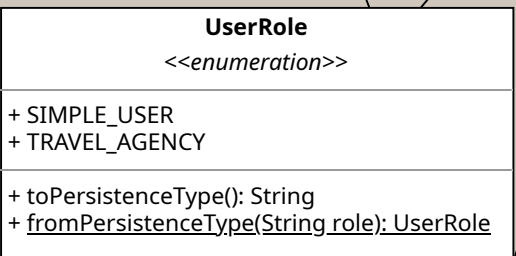 UserRole
<<enumeration>>
+ SIMPLE_USER
+ TRAVEL_AGENCY
+ toPersistenceType(): String
+ fromPersistenceType(String role): UserRole